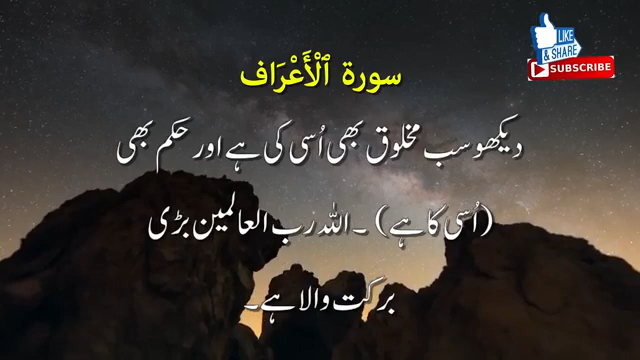 LIKE
& SHARE
SUBSCRIBE
سورة ٱلْأَعْرَاف
دیکھو سب مخلوق بھی اُسی کی ہے اور حکم بھی
(اُسی کا ہے) ۔ اللہ رب العالمین بڑی
برکت والا ہے۔